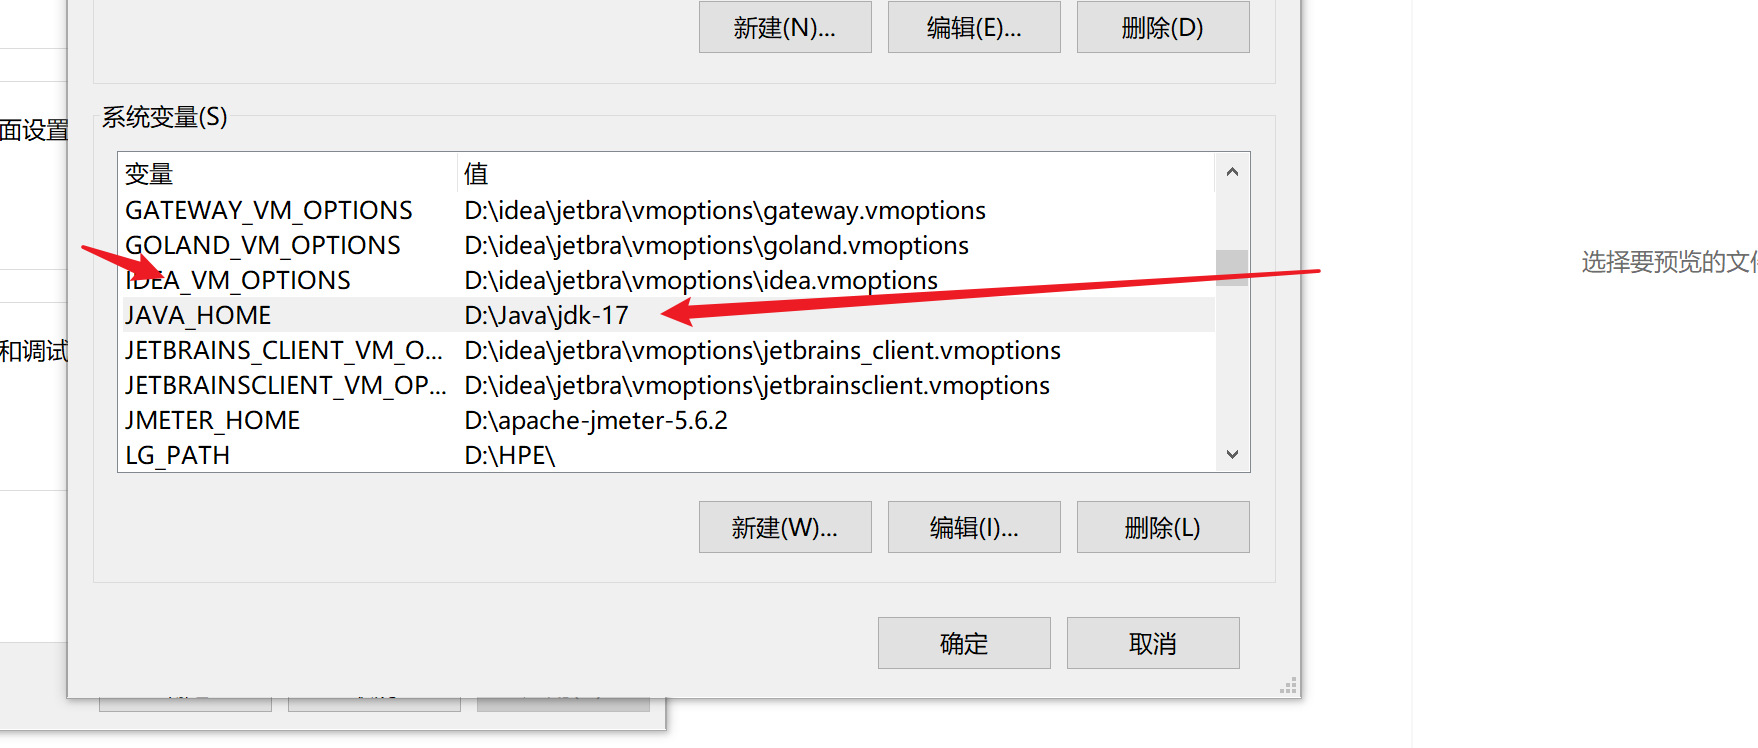 新建(N)...
编辑(E)...
删除(D)
系统变量(S)
面设置
变量
值
GATEWAY_VM_OPTIONS
D:\idea\jetbra\vmoptions\gateway.vmoptions
GOLAND_VM_OPTIONS
D:\idea\jetbra\vmoptions\goland.vmoptions
IDEA_VM_OPTIONS
D:\idea\jetbra\vmoptions\idea.vmoptions
选择要预览的文件
JAVA_HOME
D:\Java\jdk-17
和调试
JETBRAINS_CLIENT_VM_O...
D:\idea\jetbra\vmoptions\jetbrains_client.vmoptions
JETBRAINSCLIENT_VM_OP...
D:\idea\jetbra\vmoptions\jetbrainsclient.vmoptions
JMETER_HOME
D:\apache-jmeter-5.6.2
LG_PATH
D:\HPE\
新建(W)...
编辑(I)...
删除(L)
确定
取消